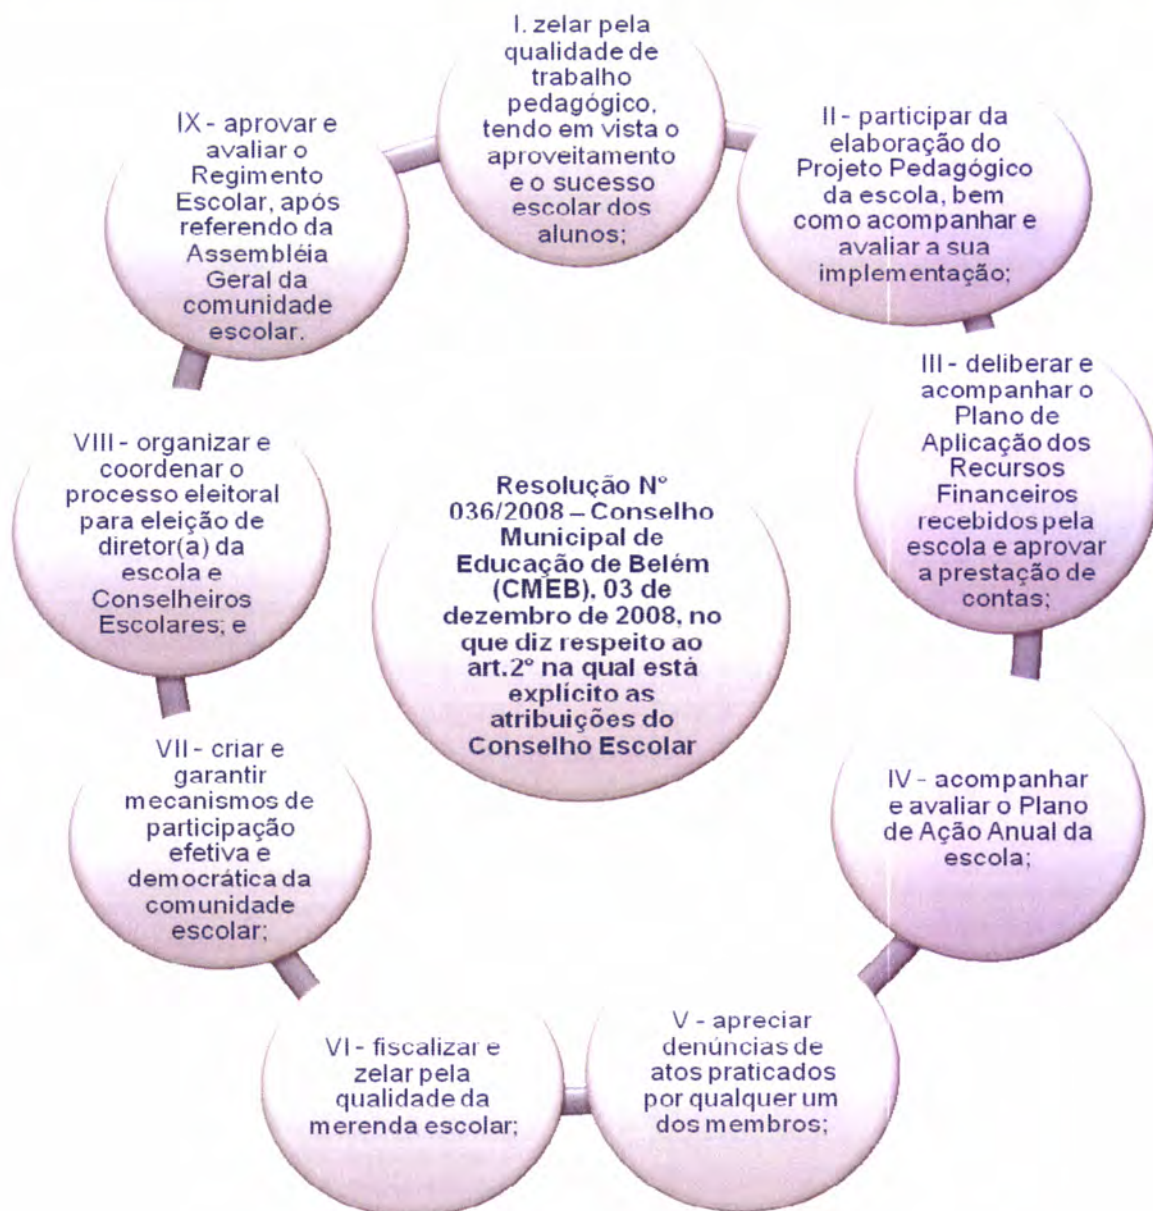 I. zelar pela
qualidade de
trabalho
pedagógico,
tendo em vista o
aproveitamento
e o sucesso
escolar dos
alunos;
II - participar da
elaboração do
Projeto Pedagógico
da escola, bem
como acompanhar e
avaliar a sua
implementação;
III - deliberar e
acompanhar o
Plano de
Aplicação dos
Recursos
Financeiros
recebidos pela
escola e aprovar
a prestação de
contas;
IV - acompanhar
e avaliar o Plano
de Ação Anual da
escola;
V - apreciar
denúncias de
atos praticados
por qualquer um
dos membros;
VI - fiscalizar e
zelar pela
qualidade da
merenda escolar;
VII - criar e
garantir
mecanismos de
participação
efetiva e
democrática da
comunidade
escolar;
VIII - organizar e
coordenar o
processo eleitoral
para eleição de
diretor(a) da
escola e
Conselheiros
Escolares; e
IX - aprovar e
avaliar o
Regimento
Escolar, após
referendo da
Assembléia
Geral da
comunidade
escolar.
Resolução N°
036/2008 – Conselho
Municipal de
Educação de Belém
(CMEB), 03 de
dezembro de 2008, no
que diz respeito ao
art.2° na qual está
explícito as
atribuições do
Conselho Escolar